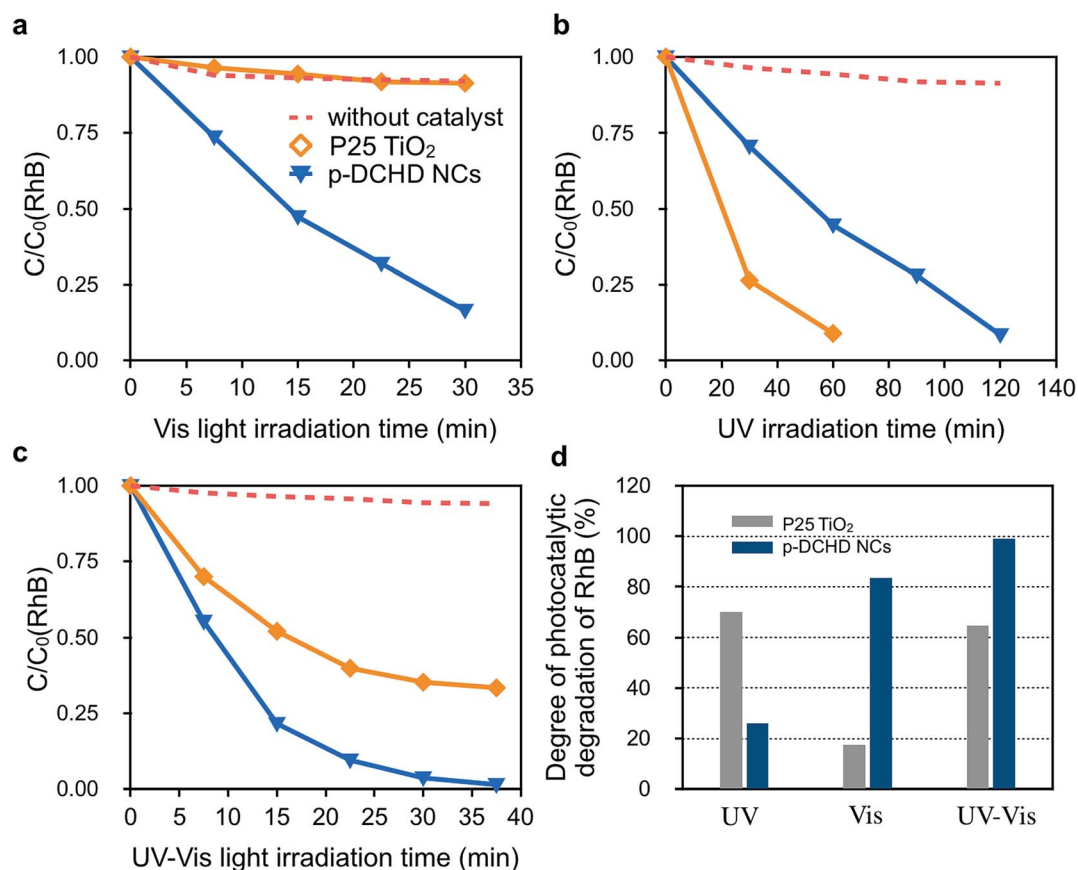 a
1.00
0.75
0.50
0.25
0.00
C/C₀(RhB)
without catalyst
P25 TiO₂
p-DCHD NCs
0 5 10 15 20 25 30 35
Vis light irradiation time (min)
b
1.00
0.75
0.50
0.25
0.00
C/C₀(RhB)
0 20 40 60 80 100 120 140
UV irradiation time (min)
c
1.00
0.75
0.50
0.25
0.00
C/C₀(RhB)
0 5 10 15 20 25 30 35 40
UV-Vis light irradiation time (min)
d
120
100
80
60
40
20
0
Degree of photocatalytic
degradation of RhB (%)
P25 TiO₂
p-DCHD NCs
UV Vis UV-Vis